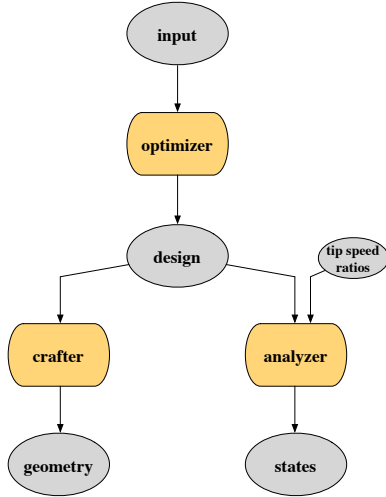 input
optimizer
design
tip speed
ratios
crafter
analyzer
geometry
states